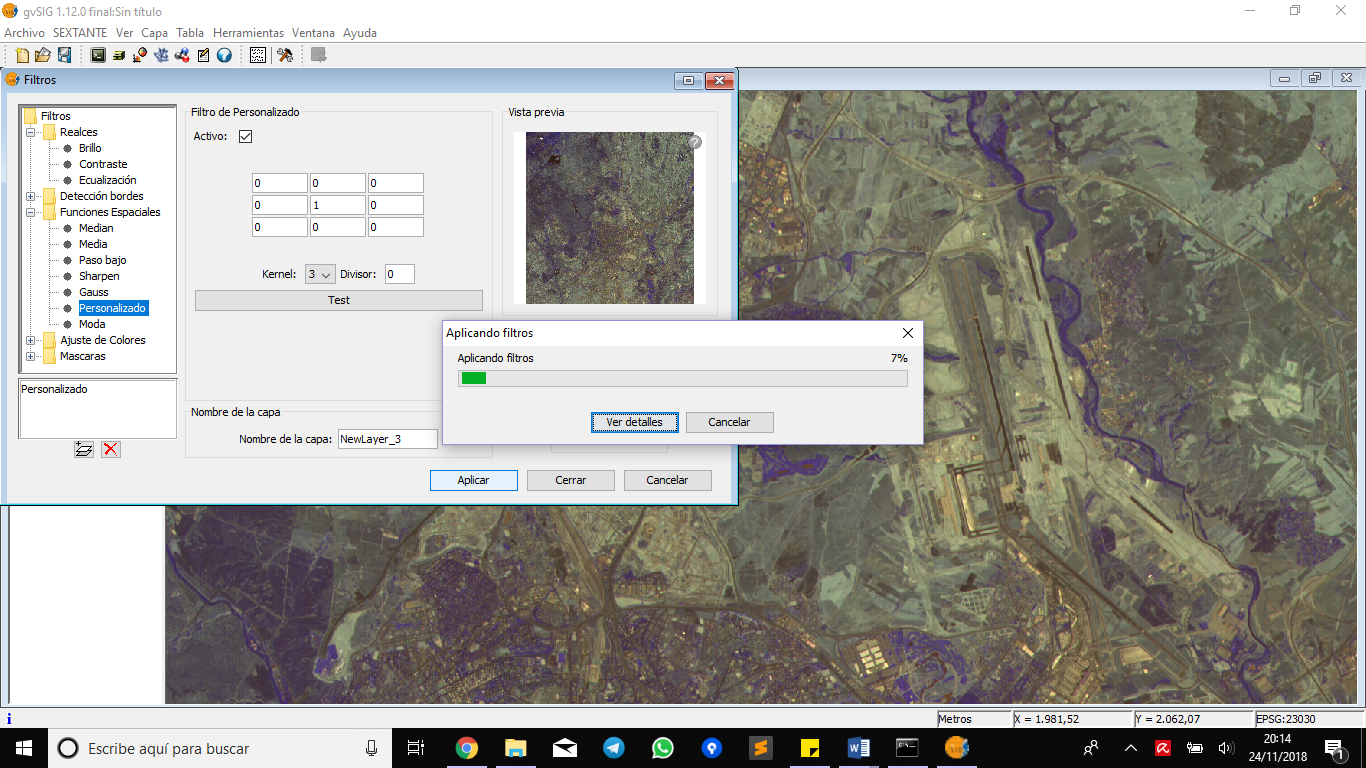 gvSIG 1.12.0 final:Sin título
Archivo SEXTANTE Ver Capa Tabla Herramientas Ventana Ayuda
Filtros
Filtros
Realces
Brillo
Contraste
Ecualización
Detección bordes
Funciones Espaciales
Median
Media
Paso bajo
Sharpen
Gauss
Personalizado
Moda
Ajuste de Colores
Mascaras
Personalizado
Filtro de Personalizado
Activo:
0 0 0
0 1 0
0 0 0
Kernel: 3 Divisor: 0
Test
Vista previa
?
Nombre de la capa
Nombre de la capa: NewLayer_3
Aplicar Cerrar Cancelar
Aplicando filtros
Aplicando filtros 7%
Ver detalles Cancelar
Metros X = 1.981,52 Y = 2.062,07 EPSG:23030
Escribe aquí para buscar
20:14
24/11/2018
1